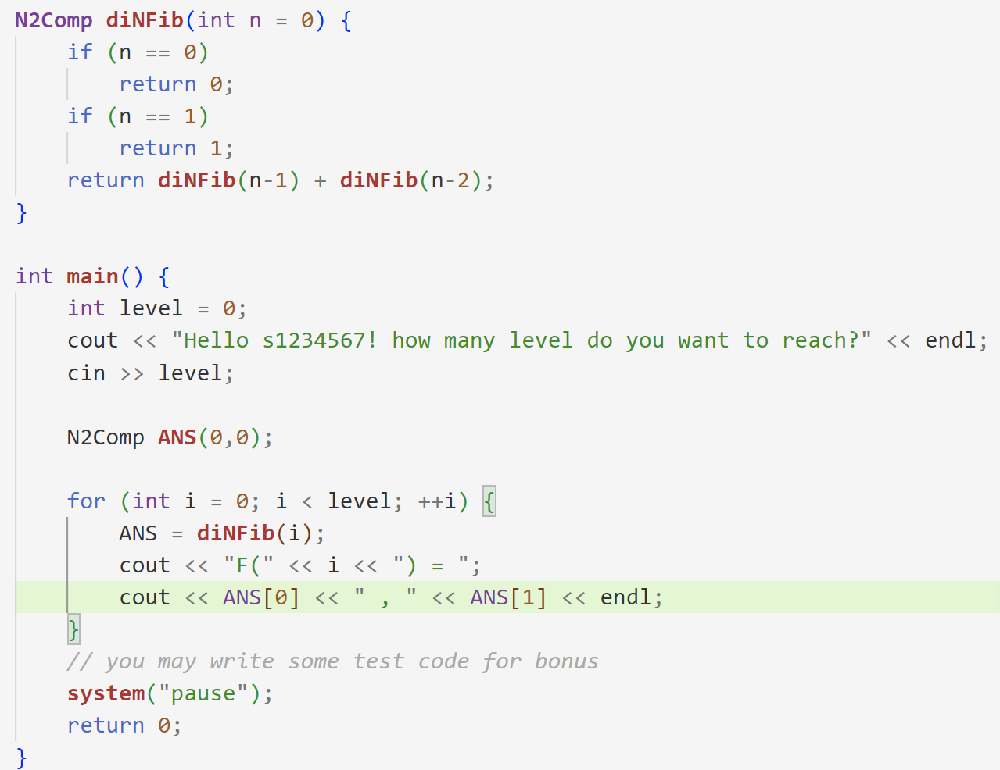 N2Comp diNFib(int n = 0) {
if (n == 0)
return 0;
if (n == 1)
return 1;
return diNFib(n-1) + diNFib(n-2);
}
int main() {
int level = 0;
cout << "Hello s1234567! how many level do you want to reach?" << endl;
cin >> level;
N2Comp ANS(0,0);
for (int i = 0; i < level; ++i) {
ANS = diNFib(i);
cout << "F(" << i << ") = ";
cout << ANS[0] << " , " << ANS[1] << endl;
}
// you may write some test code for bonus
system("pause");
return 0;
}